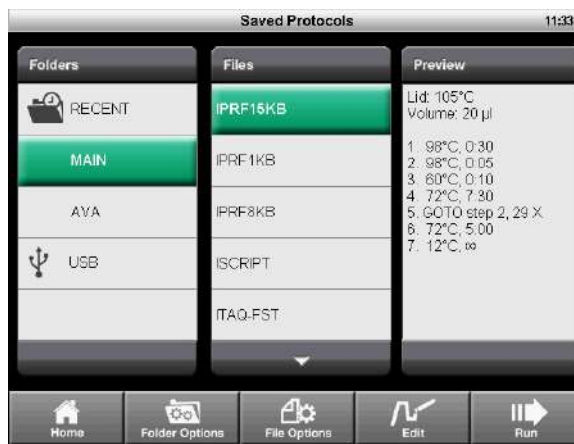 Saved Protocols
11:33
Folders
RECENT
MAIN
AVA
USB
Files
IPRF15KB
IPRF1KB
IPRF8KB
ISCRIPT
ITAQ-FST
Preview
Lid: 105°C
Volume: 20 µl
1. 98°C, 0:30
2. 98°C, 0:05
3. 60°C, 0:10
4. 72°C, 7:30
5. GOTO step 2, 29 X
6. 72°C, 5:00
7. 12°C, ∞
Home
Folder Options
File Options
Edit
Run